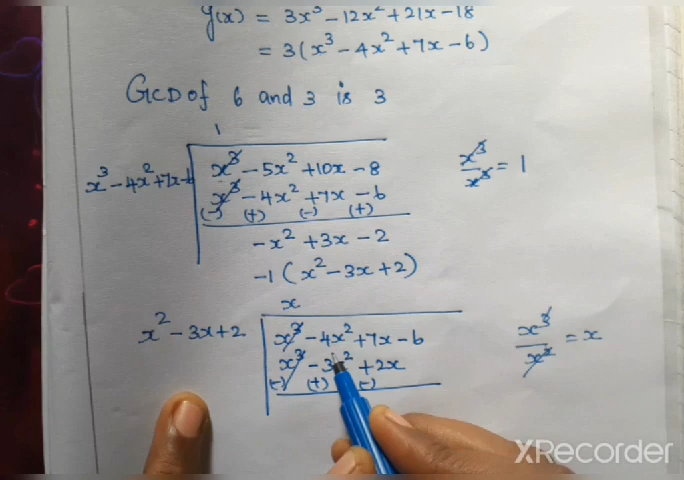 g(x) = 3x³ - 12x² + 21x - 18
= 3(x³ - 4x² + 7x - 6)
GCD of 6 and 3 is 3
1
x³ - 4x² + 7x - 6 x³ - 5x² + 10x - 8 x³/x³ = 1
x³ - 4x² + 7x - 6
(-) (+) (-) (+)
-x² + 3x - 2
-1(x² - 3x + 2)
x
x² - 3x + 2 x³ - 4x² + 7x - 6 x³/x² = x
x³ - 3x² + 2x
(-) (+) (-)
XRecorder